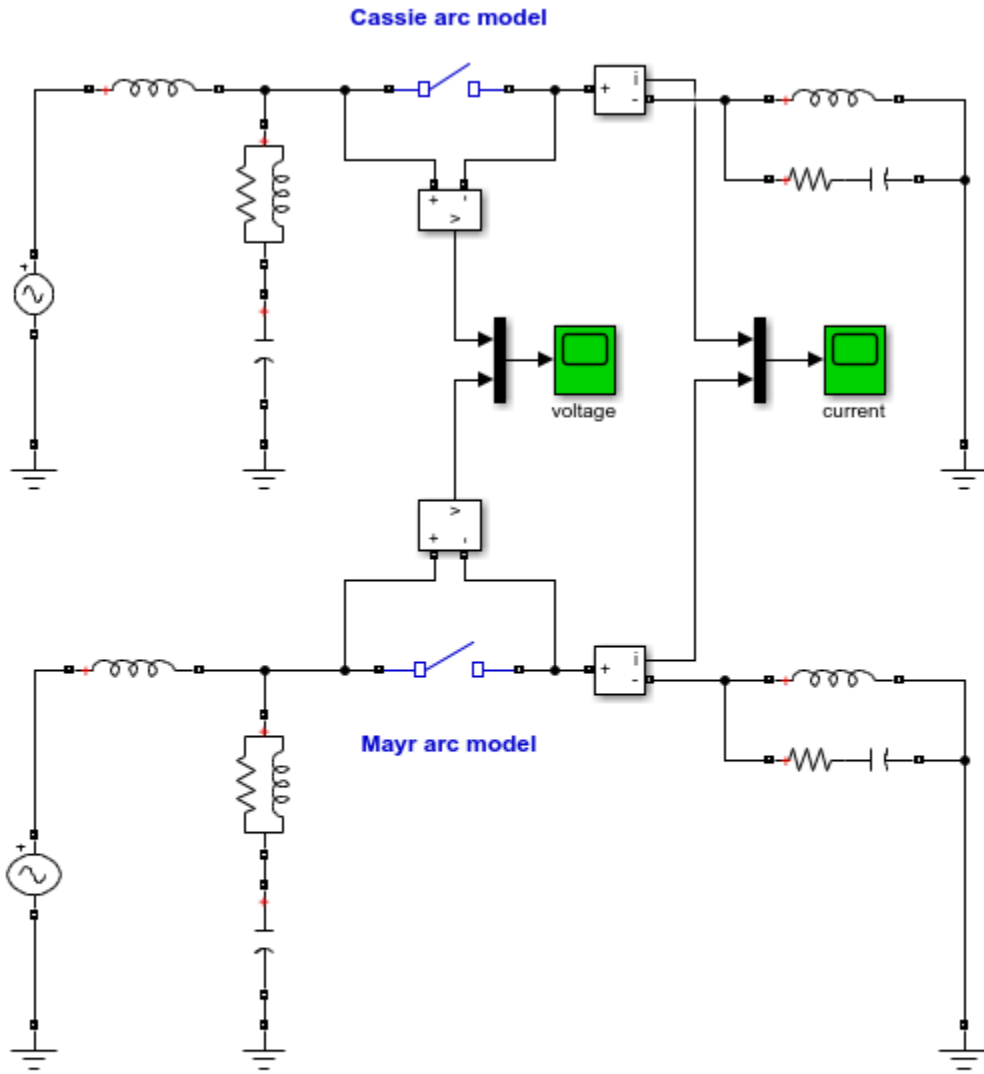 Cassie arc model
+
i
+
-
+
-
v
+
voltage
current
v
+
-
+
i
-
Mayr arc model
+